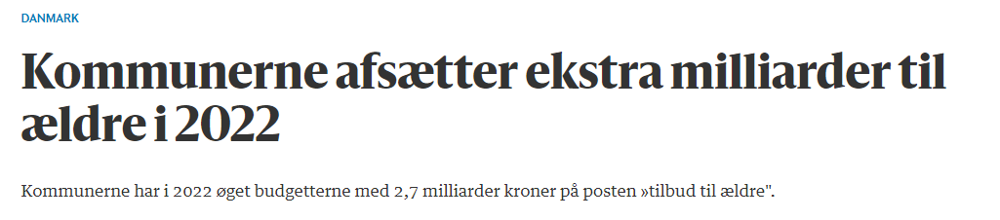 DANMARK
Kommunerne afsætter ekstra milliarder til
ældre i 2022
Kommunerne har i 2022 øget budgetterne med 2,7 milliarder kroner på posten »tilbud til ældre".